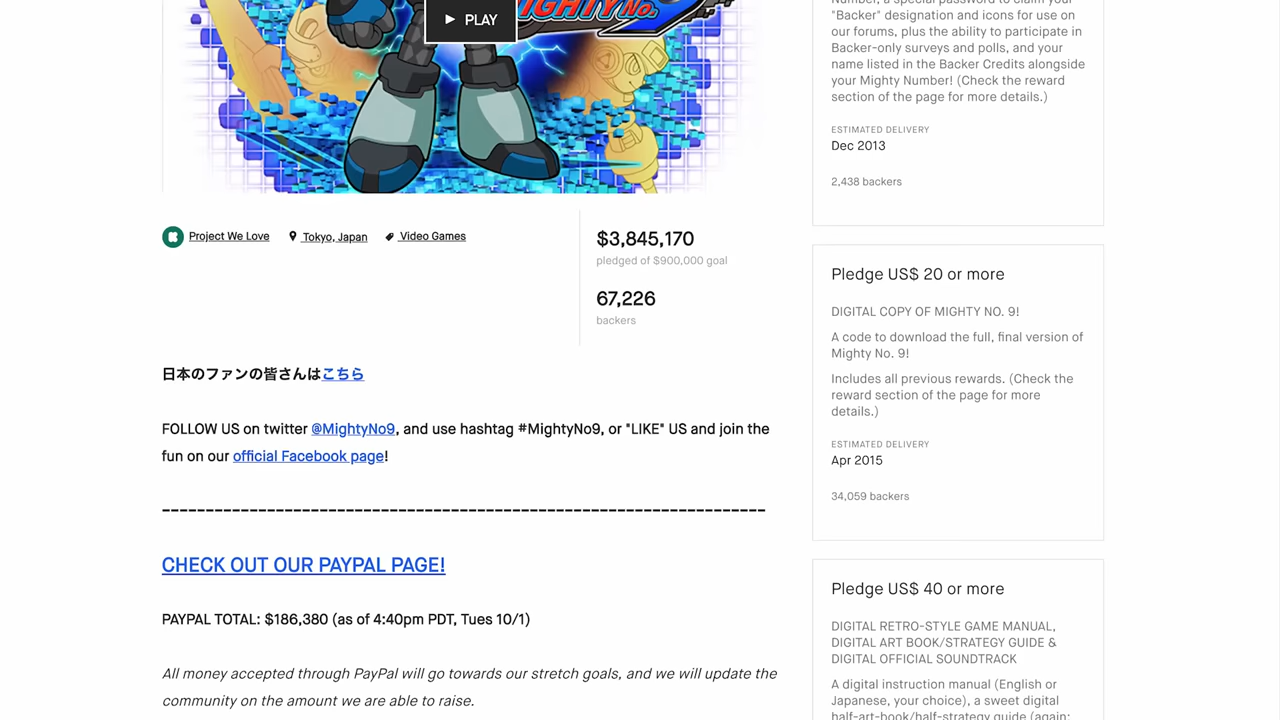 PLAY
MIGHTY No.
Number, a special password to claim your
"Backer" designation and icons for use on
our forums, plus the ability to participate in
Backer-only surveys and polls, and your
name listed in the Backer Credits alongside
your Mighty Number! (Check the reward
section of the page for more details.)
ESTIMATED DELIVERY
Dec 2013
2,438 backers
Project We Love
Tokyo, Japan
Video Games
$3,845,170
pledged of $900,000 goal
67,226
backers
日本のファンの皆さんはこちら
FOLLOW US on twitter @MightyNo9, and use hashtag #MightyNo9, or "LIKE" US and join the
fun on our official Facebook page!
----------------------------------------------------------------------
CHECK OUT OUR PAYPAL PAGE!
PAYPAL TOTAL: $186,380 (as of 4:40pm PDT, Tues 10/1)
All money accepted through PayPal will go towards our stretch goals, and we will update the
community on the amount we are able to raise.
Pledge US$ 20 or more
DIGITAL COPY OF MIGHTY NO. 9!
A code to download the full, final version of
Mighty No. 9!
Includes all previous rewards. (Check the
reward section of the page for more
details.)
ESTIMATED DELIVERY
Apr 2015
34,059 backers
Pledge US$ 40 or more
DIGITAL RETRO-STYLE GAME MANUAL,
DIGITAL ART BOOK/STRATEGY GUIDE &
DIGITAL OFFICIAL SOUNDTRACK
A digital instruction manual (English or
Japanese, your choice), a sweet digital
half-art-book/half-strategy guide (again: